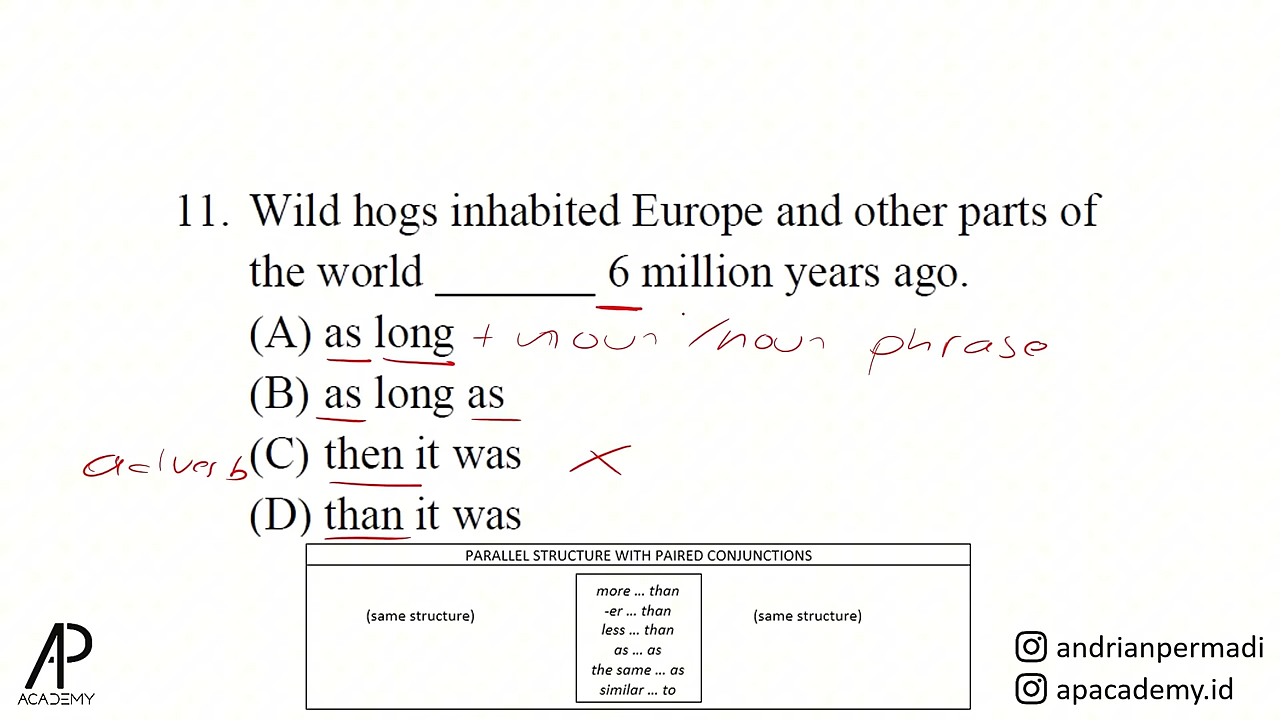 11. Wild hogs inhabited Europe and other parts of
the world ________ 6 million years ago.
(A) as long + noun /noun phrase
(B) as long as
adverb (C) then it was X
(D) than it was
PARALLEL STRUCTURE WITH PAIRED CONJUNCTIONS
more ... than
-er ... than
(same structure) (same structure)
less ... than
as ... as
the same ... as
similar ... to
AP
ACADEMY
andrianpermadi
apacademy.id